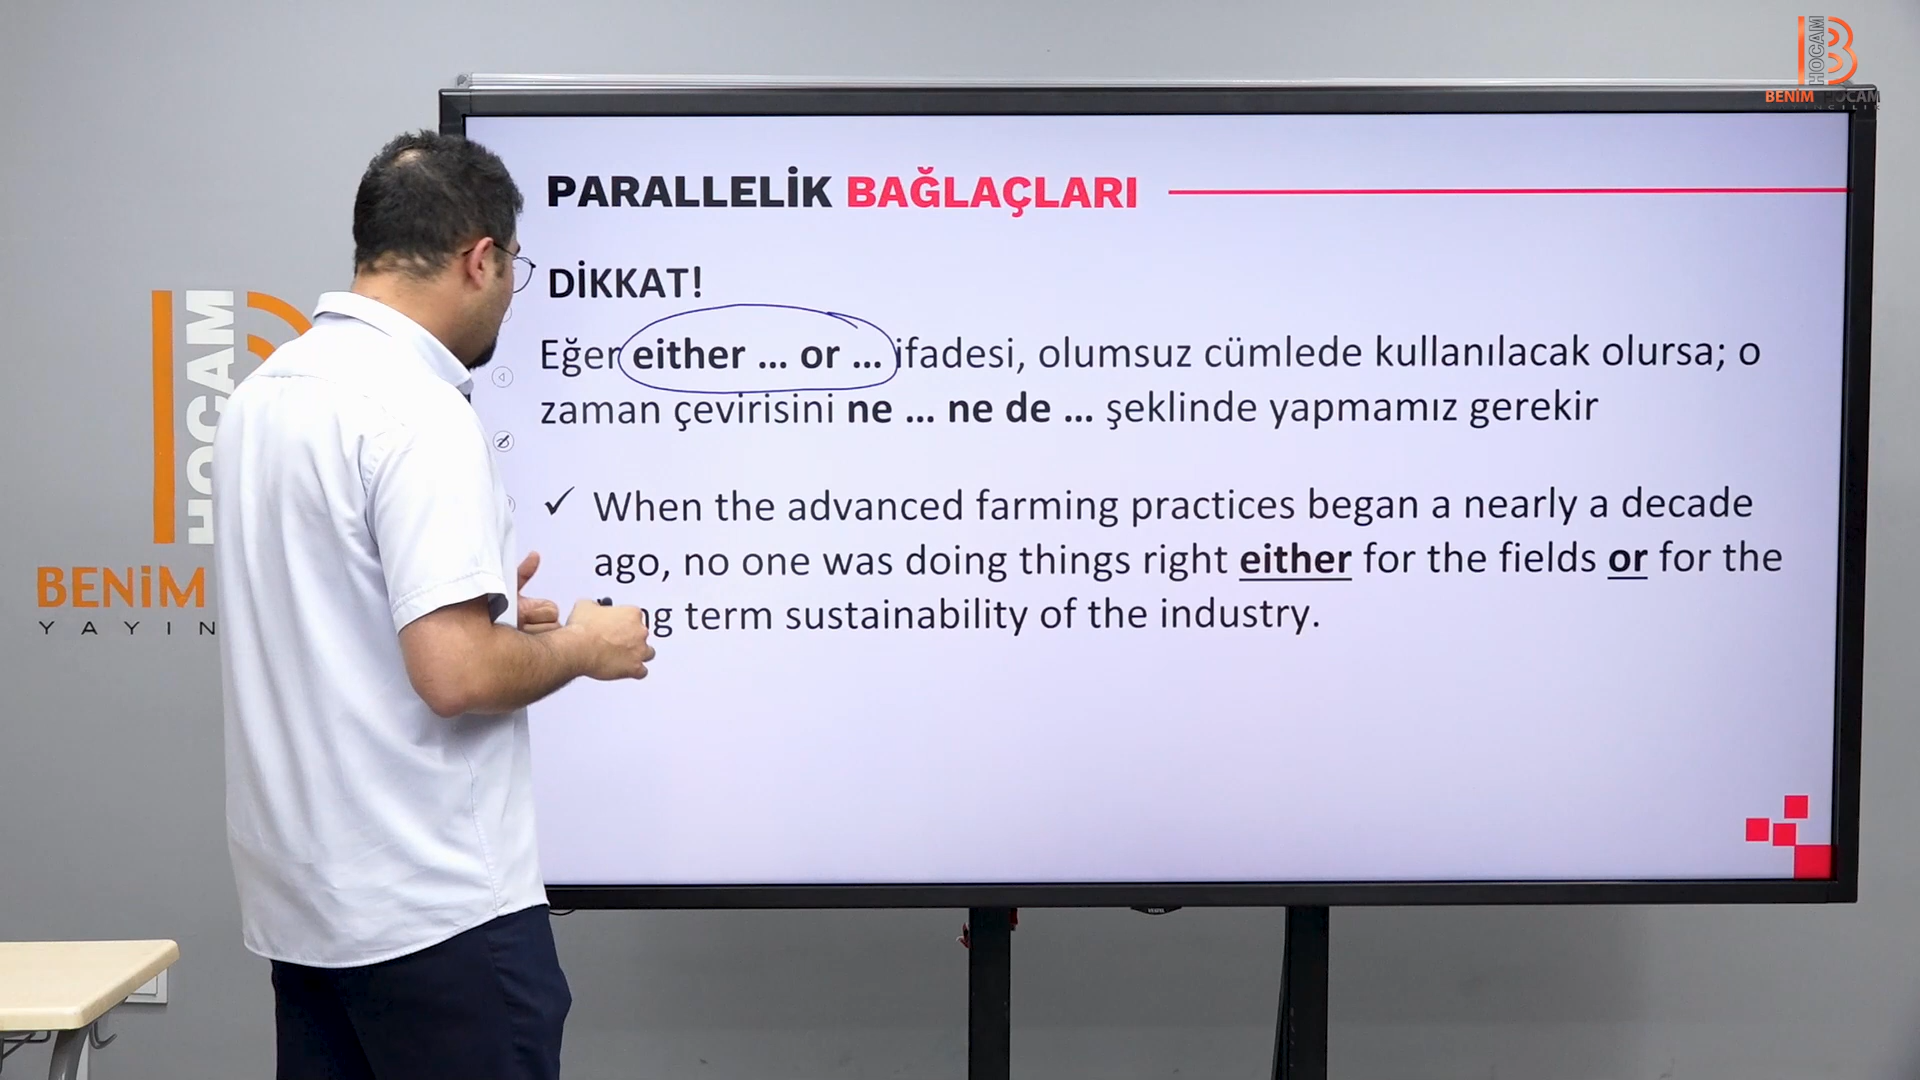 HOCAM
BENİM HOCAM
PARALLELİK BAĞLAÇLARI
DİKKAT!
Eğer either ... or ... ifadesi, olumsuz cümlede kullanılacak olursa; o
zaman çevirisini ne ... ne de ... şeklinde yapmamız gerekir
✓ When the advanced farming practices began a nearly a decade
ago, no one was doing things right either for the fields or for the
term sustainability of the industry.
HOCAM
BENİM
YAYIN